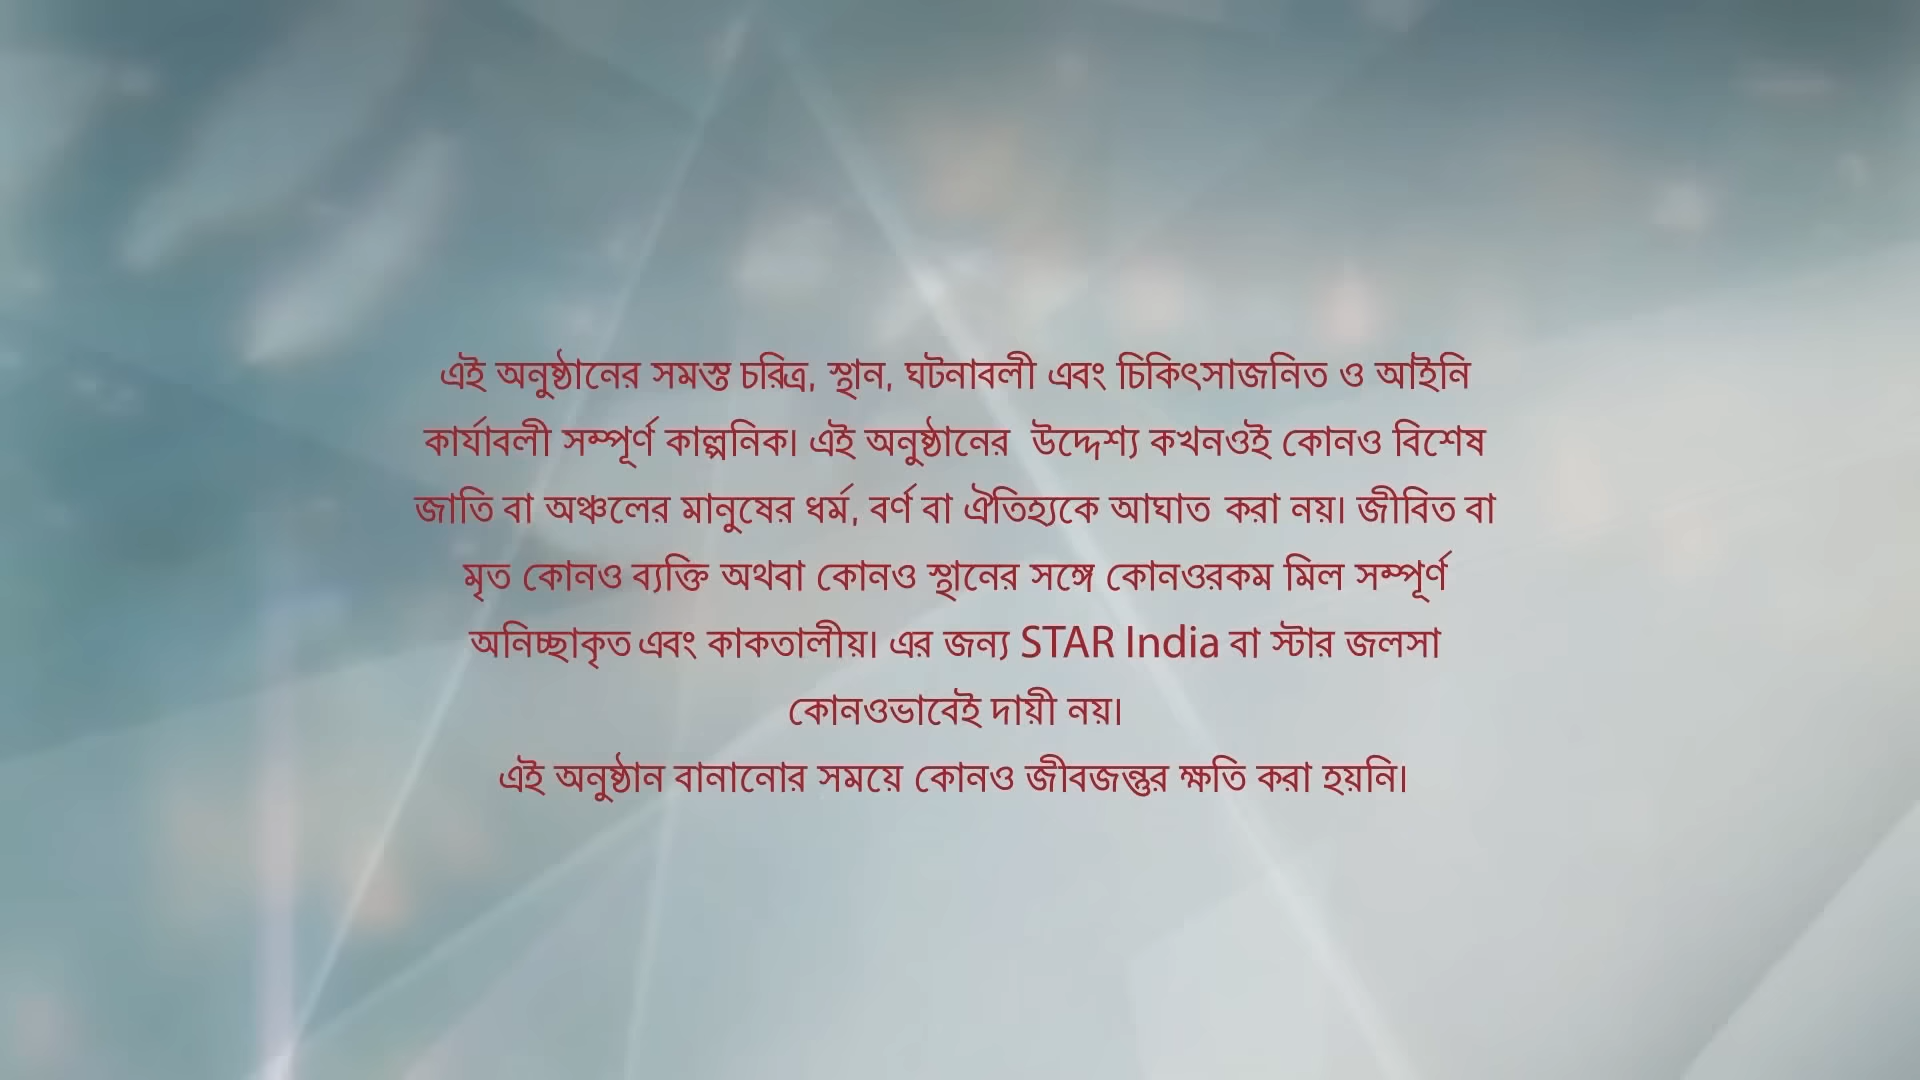 এই অনুষ্ঠানের সমস্ত চরিত্র, স্থান, ঘটনাবলী এবং চিকিৎসাজনিত ও আইনি
কার্যাবলী সম্পূর্ণ কাল্পনিক। এই অনুষ্ঠানের উদ্দেশ্য কখনওই কোনও বিশেষ
জাতি বা অঞ্চলের মানুষের ধর্ম, বর্ণ বা ঐতিহ্যকে আঘাত করা নয়। জীবিত বা
মৃত কোনও ব্যক্তি অথবা কোনও স্থানের সঙ্গে কোনওরকম মিল সম্পূর্ণ
অনিচ্ছাকৃত এবং কাকতালীয়। এর জন্য STAR India বা স্টার জলসা
কোনওভাবেই দায়ী নয়।
এই অনুষ্ঠান বানানোর সময়ে কোনও জীবজন্তুর ক্ষতি করা হয়নি।